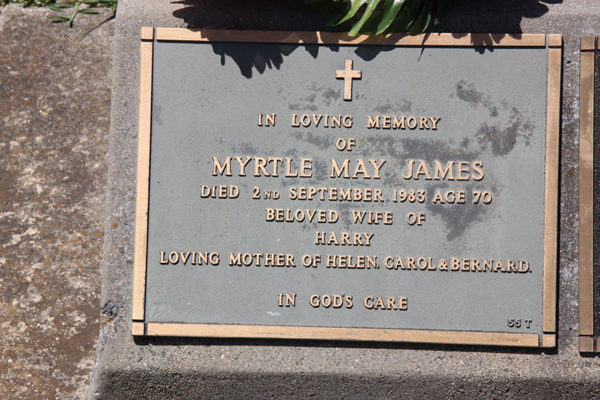 IN LOVING MEMORY
OF
MYRTLE MAY JAMES
DIED 2ND SEPTEMBER 1983 AGE 70
BELOVED WIFE OF
HARRY
LOVING MOTHER OF HELEN, CAROL & BERNARD.
IN GOD'S CARE
55 T